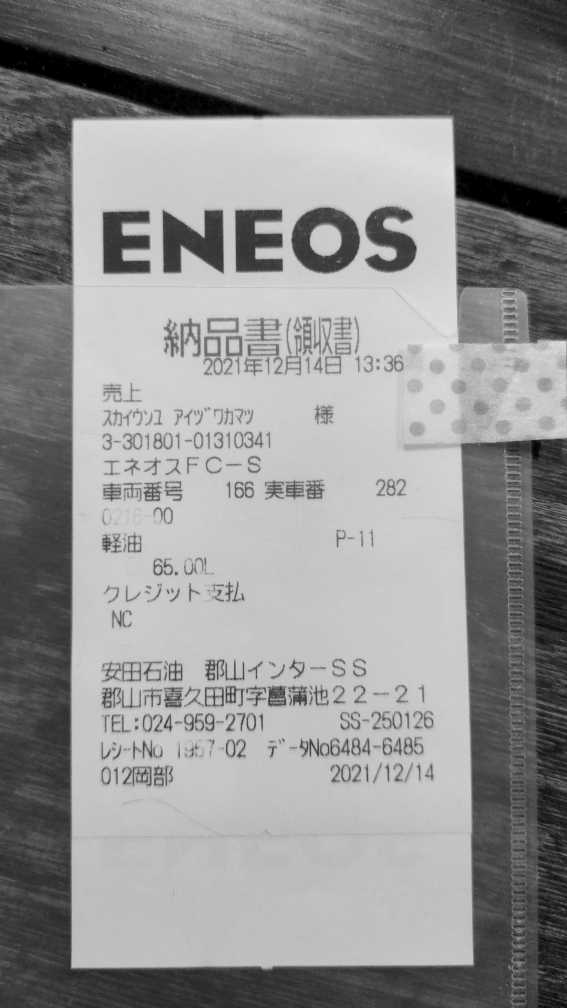 ENEOS
納品書(領収書)
2021年12月14日 13:36
売上
スカイウンユ アイヅワカマツ 様
3-301801-01310341
エネオスFC-S
車両番号 166 実車番 282
0216-00
軽油 P-11
65.00L
クレジット支払
NC
安田石油 郡山インターSS
郡山市喜久田町字菖蒲池22-21
TEL:024-959-2701 SS-250126
レシートNo 1957-02 データNo6484-6485
012岡部 2021/12/14